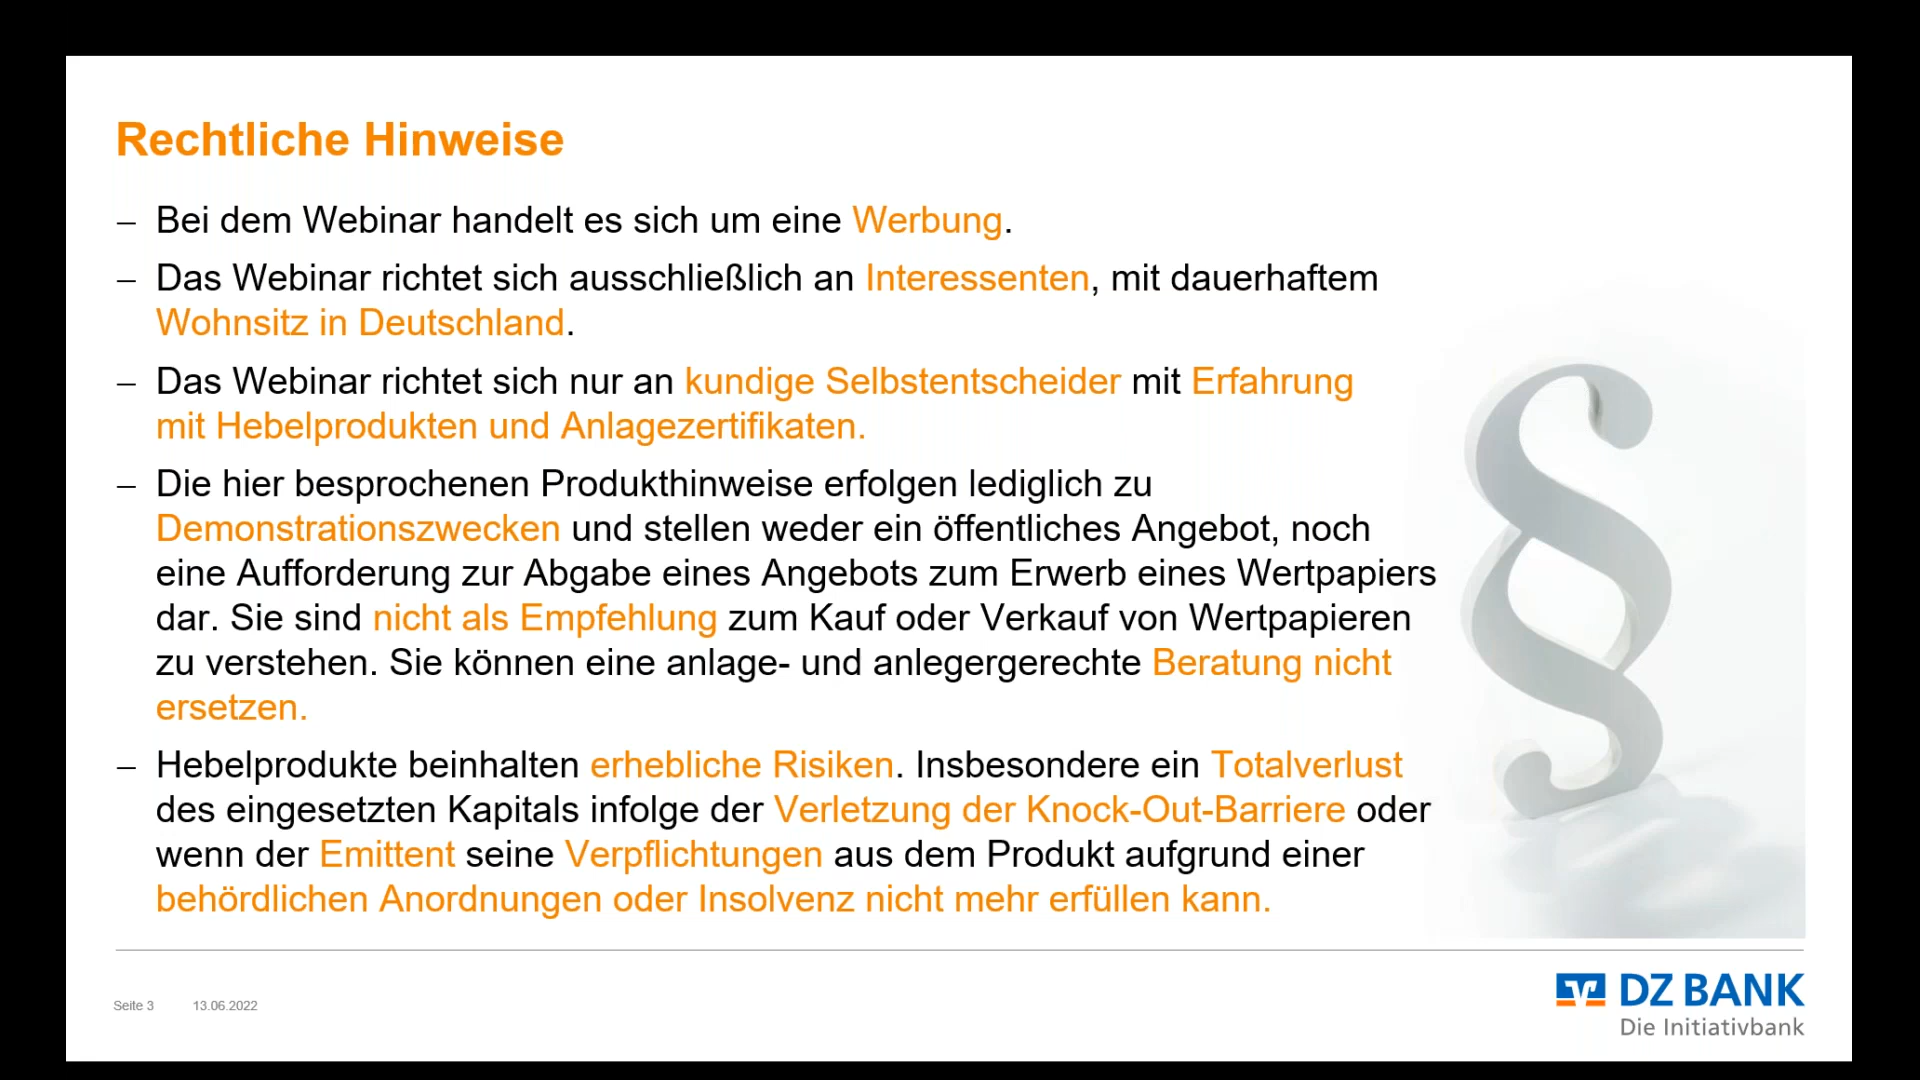 Rechtliche Hinweise
– Bei dem Webinar handelt es sich um eine Werbung.
– Das Webinar richtet sich ausschließlich an Interessenten, mit dauerhaftem
Wohnsitz in Deutschland.
– Das Webinar richtet sich nur an kundige Selbstentscheider mit Erfahrung
mit Hebelprodukten und Anlagezertifikaten.
– Die hier besprochenen Produkthinweise erfolgen lediglich zu
Demonstrationszwecken und stellen weder ein öffentliches Angebot, noch
eine Aufforderung zur Abgabe eines Angebots zum Erwerb eines Wertpapiers
dar. Sie sind nicht als Empfehlung zum Kauf oder Verkauf von Wertpapieren
zu verstehen. Sie können eine anlage- und anlegergerechte Beratung nicht
ersetzen.
– Hebelprodukte beinhalten erhebliche Risiken. Insbesondere ein Totalverlust
des eingesetzten Kapitals infolge der Verletzung der Knock-Out-Barriere oder
wenn der Emittent seine Verpflichtungen aus dem Produkt aufgrund einer
behördlichen Anordnungen oder Insolvenz nicht mehr erfüllen kann.
§
Seite 3 13.06.2022
DZ BANK
Die Initiativbank